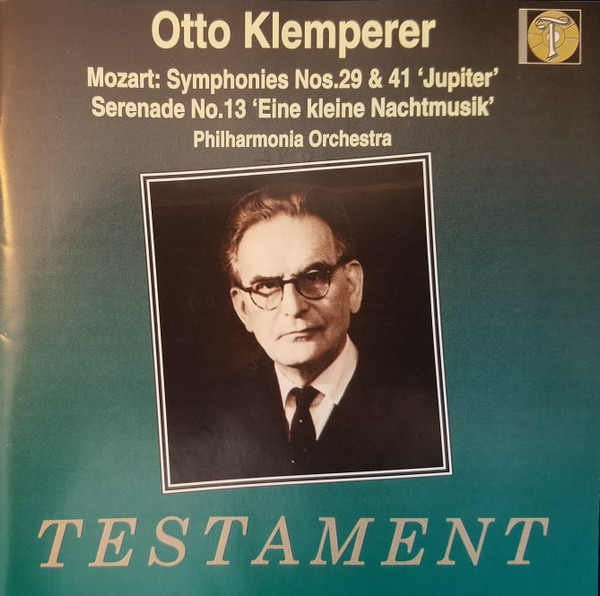 Otto Klemperer
Mozart: Symphonies Nos.29 & 41 ‘Jupiter’
Serenade No.13 ‘Eine kleine Nachtmusik’
Philharmonia Orchestra
TESTAMENT